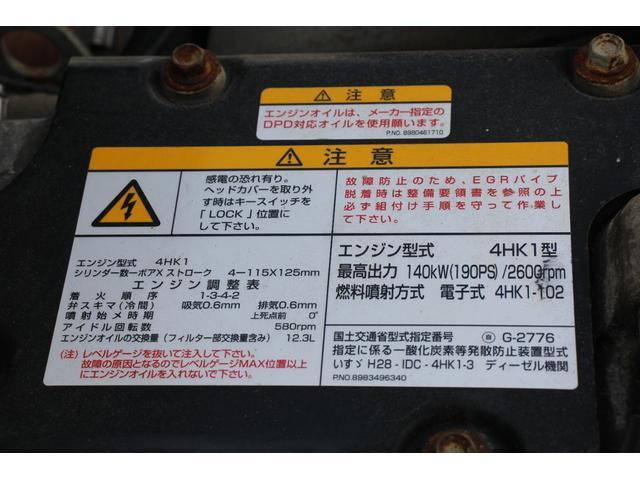 注意
エンジンオイルは、メーカー指定の
DPD対応オイルを使用願います。
P.NO. 8980461710
注意
感電の恐れ有り。
ヘッドカバーを取り外
す時はキースイッチを
「LOCK」位置に
して下さい。
故障防止のため、EGRパイプ
脱着時は整備要領書を参照の上
必ず組付け手順を守って作業し
て下さい。
エンジン型式 4HK1
シリンダー数－ボアXストローク 4－115X125mm
エンジン調整表
着火順序 1-3-4-2
弁スキマ(冷間) 吸気0.6mm 排気0.6mm
噴射始メ時期 上死点前 0°
アイドル回転数 580rpm
エンジンオイルの交換量(フィルター部交換量含み) 12.3L
(注)レベルゲージを抜いて注入しないで下さい。
故障の原因となるのでレベルゲージMAX位置以上
にエンジンオイルを入れないで下さい。
エンジン型式 4HK1型
最高出力 140kW(190PS)/2600rpm
燃料噴射方式 電子式 4HK1-102
国土交通省型式指定番号 自 G-2776
指定に係る一酸化炭素等発散防止装置型式
いすゞ H28-IDC-4HK1-3 ディーゼル機関
P.NO.8983496340